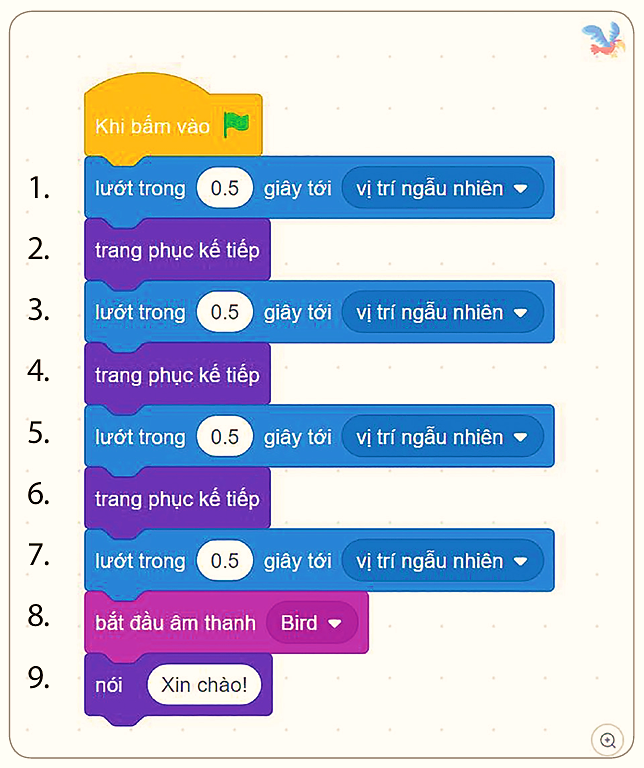 Khi bấm vào
1. lướt trong 0.5 giây tới vị trí ngẫu nhiên
2. trang phục kế tiếp
3. lướt trong 0.5 giây tới vị trí ngẫu nhiên
4. trang phục kế tiếp
5. lướt trong 0.5 giây tới vị trí ngẫu nhiên
6. trang phục kế tiếp
7. lướt trong 0.5 giây tới vị trí ngẫu nhiên
8. bắt đầu âm thanh Bird
9. nói Xin chào!